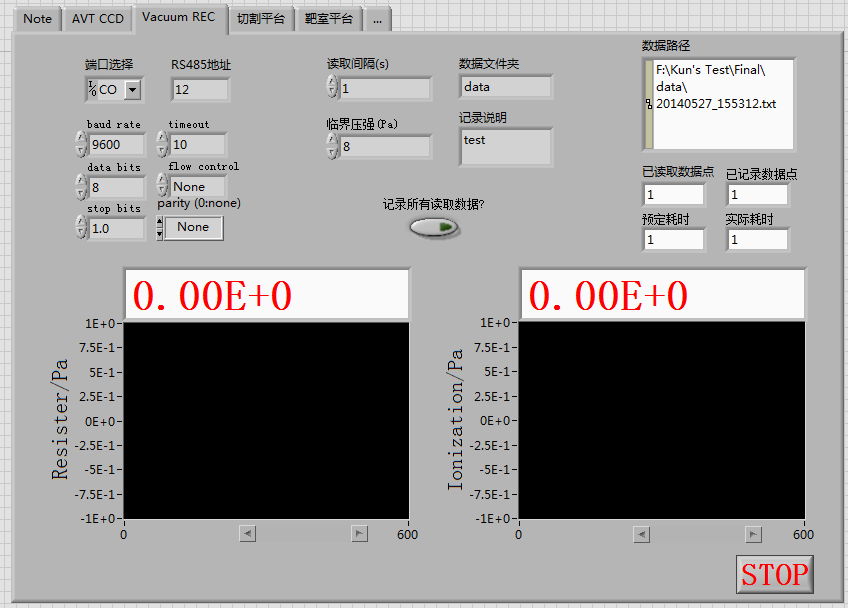 Note AVT CCD Vacuum REC 切割平台 靶室平台 ...
端口选择
CO
RS485地址
12
baud rate
9600
timeout
10
data bits
8
flow control
None
stop bits
1.0
parity (0:none)
None
读取间隔(s)
1
临界压强(Pa)
8
数据文件夹
data
记录说明
test
记录所有读取数据?
数据路径
F:\Kun's Test\Final\
data\
20140527_155312.txt
已读取数据点
1
已记录数据点
1
预定耗时
1
实际耗时
1
0.00E+0
Resister/Pa
1E+0
7.5E-1
5E-1
2.5E-1
0E+0
-2.5E-1
-5E-1
-7.5E-1
-1E+0
0 600
0.00E+0
Ionization/Pa
1E+0
7.5E-1
5E-1
2.5E-1
0E+0
-2.5E-1
-5E-1
-7.5E-1
-1E+0
0 600
STOP